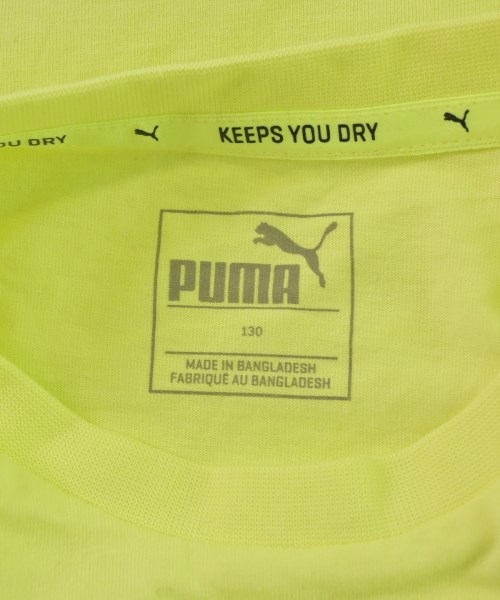 OU DRY KEEPS YOU DRY
PUMA
130
MADE IN BANGLADESH
FABRIQUÉ AU BANGLADESH